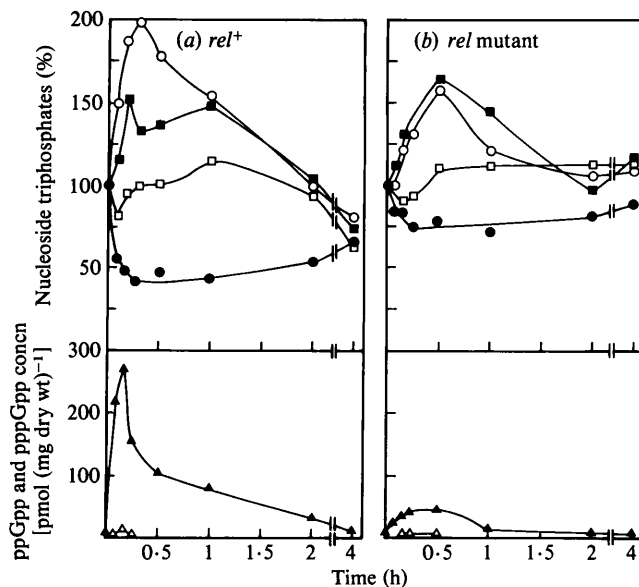 (a) rel+
(b) rel mutant
Nucleoside triphosphates (%)
200
150
100
50
ppGpp and pppGpp concn
[pmol (mg dry wt)⁻¹]
300
200
100
0·5 1 1·5 2 4
0·5 1 1·5 2 4
Time (h)